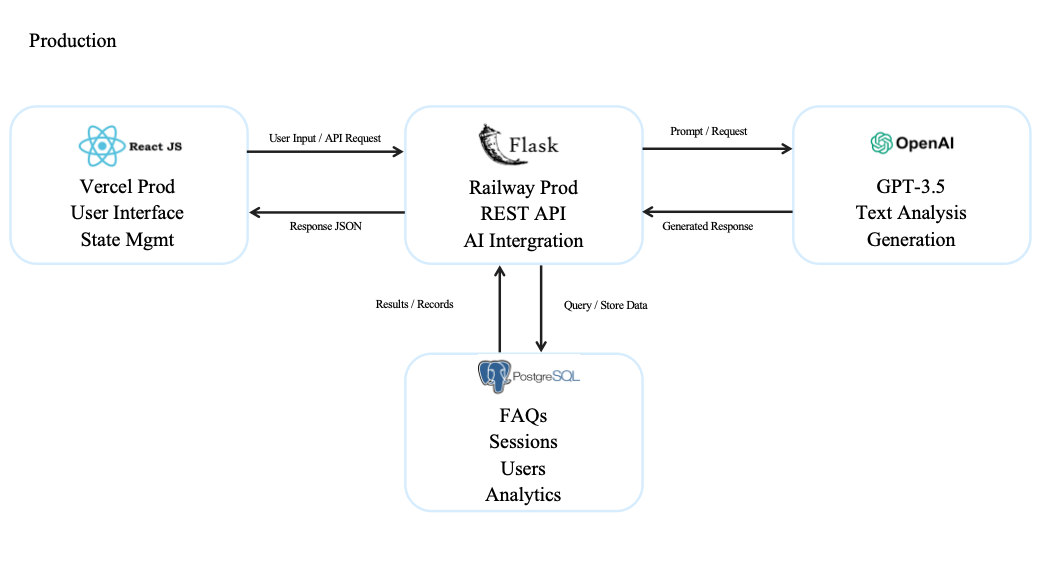 Production
React JS
Vercel Prod
User Interface
State Mgmt
User Input / API Request
Response JSON
Flask
Railway Prod
REST API
AI Intergration
Prompt / Request
Generated Response
OpenAI
GPT-3.5
Text Analysis
Generation
Results / Records
Query / Store Data
PostgreSQL
FAQs
Sessions
Users
Analytics